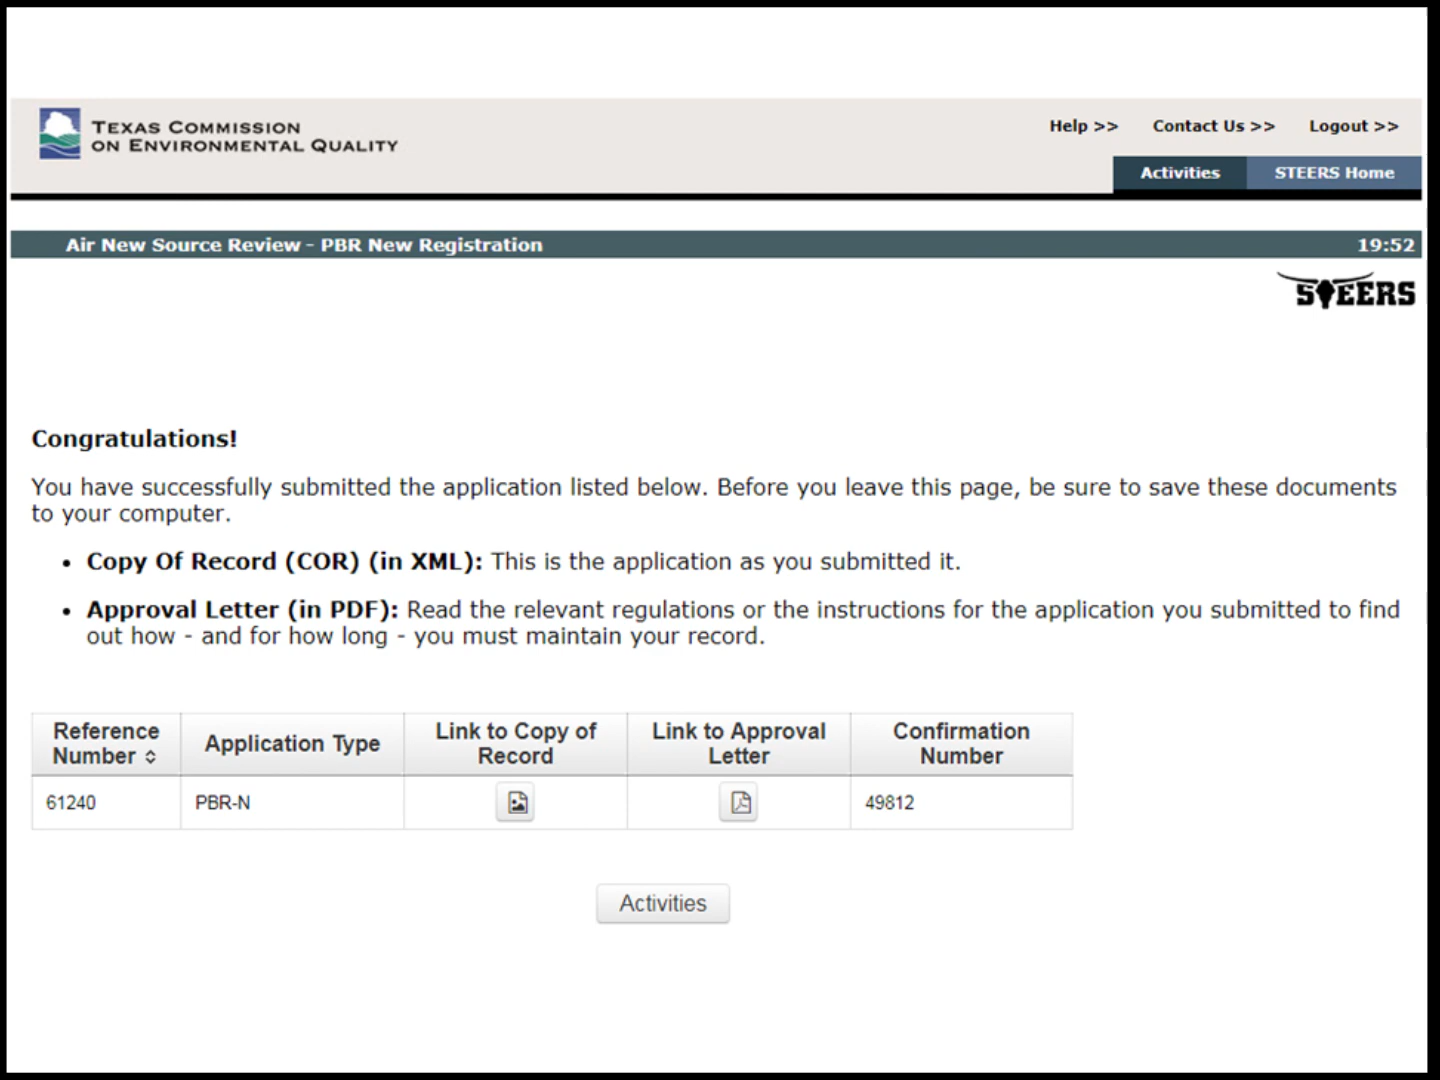 TEXAS COMMISSION
ON ENVIRONMENTAL QUALITY
Help >> Contact Us >> Logout >>
Activities STEERS Home
Air New Source Review - PBR New Registration 19:52
STEERS
Congratulations!
You have successfully submitted the application listed below. Before you leave this page, be sure to save these documents
to your computer.
• Copy Of Record (COR) (in XML): This is the application as you submitted it.
• Approval Letter (in PDF): Read the relevant regulations or the instructions for the application you submitted to find
out how - and for how long - you must maintain your record.
Reference Number Application Type Link to Copy of Record Link to Approval Letter Confirmation Number
61240 PBR-N 49812
Activities